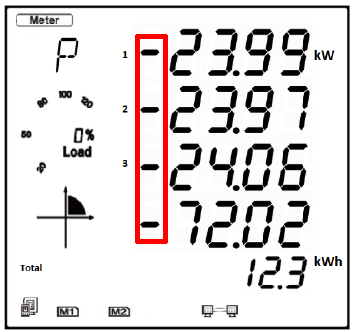 Meter
P
1 -23.99 kW
80 100 120
2 -23.97
50 0%
Load
3 -24.06
-72.02
Total
12.3 kWh
M1 M2